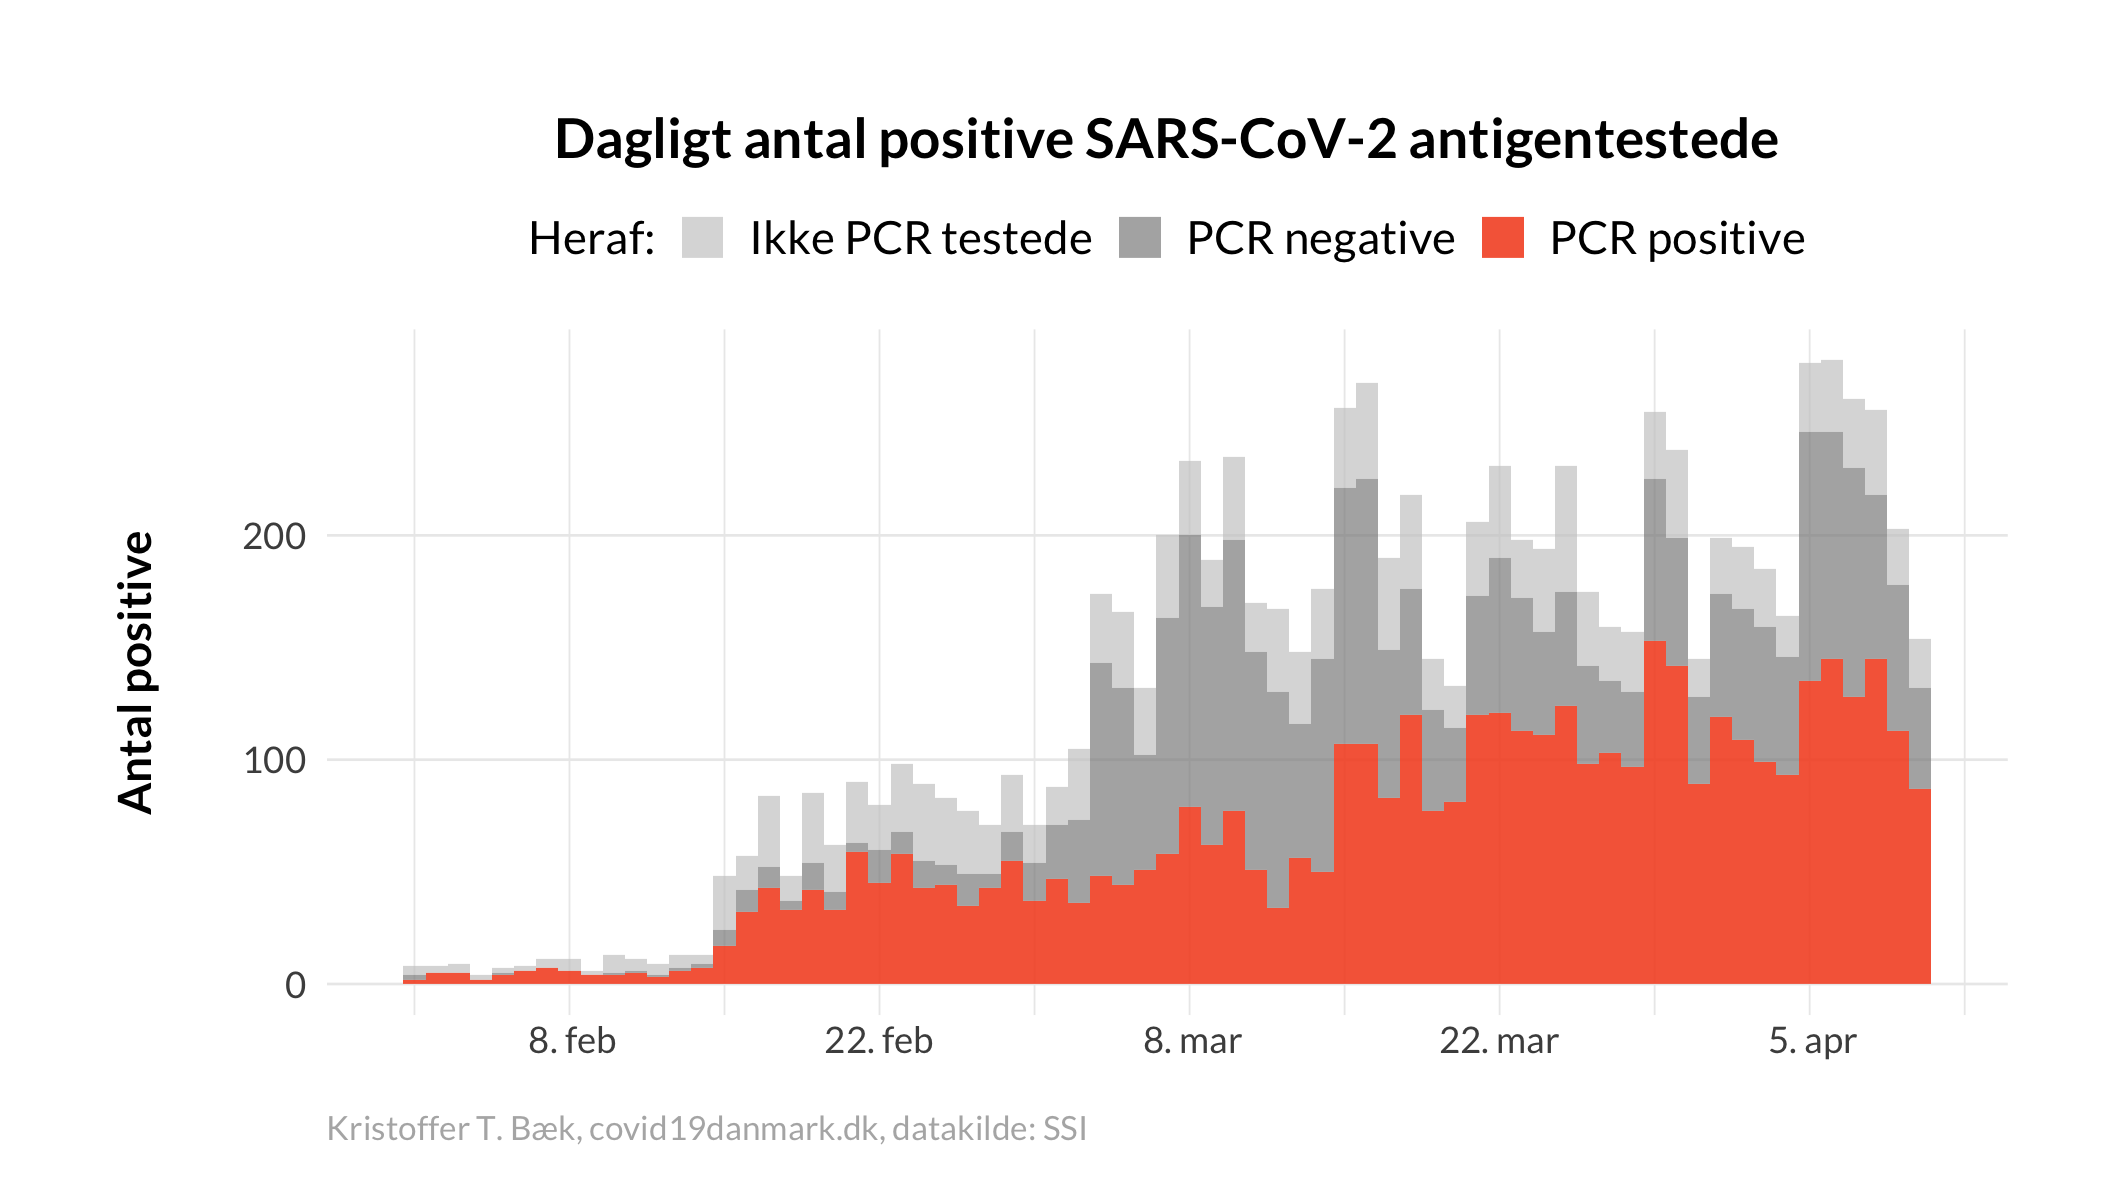 Dagligt antal positive SARS-CoV-2 antigentestede
Heraf: Ikke PCR testede PCR negative PCR positive
Antal positive
200
100
0
8. feb 22. feb 8. mar 22. mar 5. apr
Kristoffer T. Bæk, covid19danmark.dk, datakilde: SSI